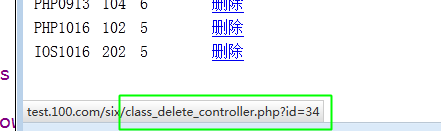 PHP0913 104 6 删除
PHP1016 102 5 删除
IOS1016 202 5 删除
s
test.100.com/six/class_delete_controller.php?id=34